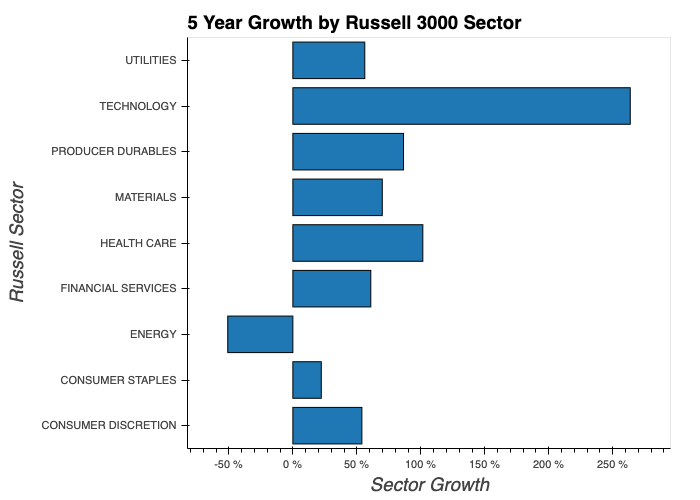 5 Year Growth by Russell 3000 Sector
UTILITIES
TECHNOLOGY
PRODUCER DURABLES
MATERIALS
HEALTH CARE
FINANCIAL SERVICES
ENERGY
CONSUMER STAPLES
CONSUMER DISCRETION
Russell Sector
-50 % 0 % 50 % 100 % 150 % 200 % 250 %
Sector Growth